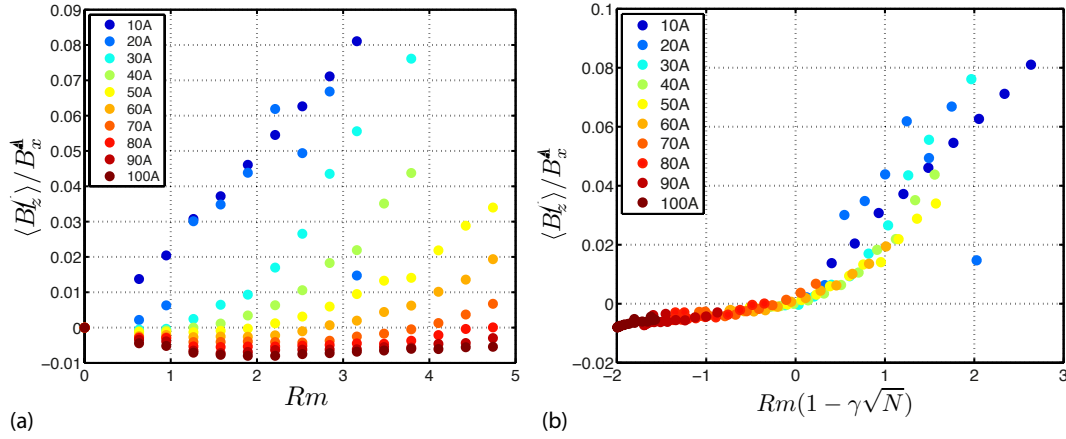 0.09
0.08
0.07
0.06
0.05
0.04
0.03
0.02
0.01
0
−0.01
10A
20A
30A
40A
50A
60A
70A
80A
90A
100A
0 1 2 3 4 5
Rm
(a)
0.1
0.08
0.06
0.04
0.02
0
−0.02
10A
20A
30A
40A
50A
60A
70A
80A
90A
100A
−2 −1 0 1 2 3
Rm(1 − γ√N)
(b)